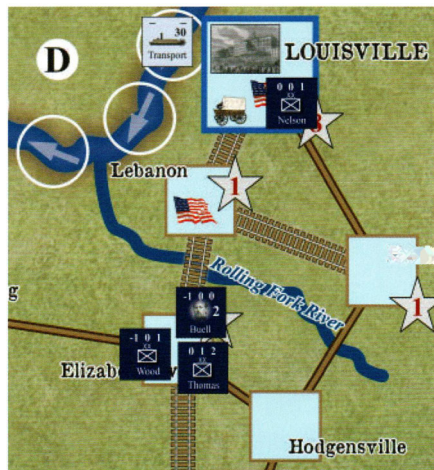 D
30
Transport
LOUISVILLE
0 0 1
xx
Nelson
3
Lebanon
1
Rolling Fork River
1
g
-1 0 0
2
Buell
-1 0 1
xx
Wood
0 1 2
xx
Thomas
Hodgensville